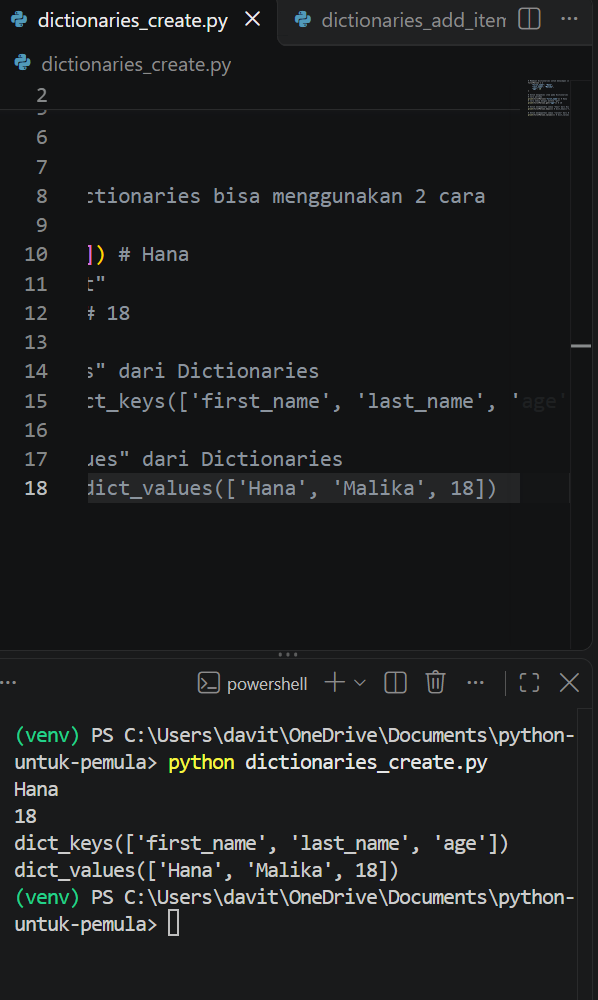 dictionaries_create.py
dictionaries_add_item
dictionaries_create.py
2
5
6
7
8 ctionaries bisa menggunakan 2 cara
9
10 ]) # Hana
11 t"
12 # 18
13
14 s" dari Dictionaries
15 ct_keys(['first_name', 'last_name', 'age'
16
17 ues" dari Dictionaries
18 dict_values(['Hana', 'Malika', 18])
powershell
(venv) PS C:\Users\davit\OneDrive\Documents\python-
untuk-pemula> python dictionaries_create.py
Hana
18
dict_keys(['first_name', 'last_name', 'age'])
dict_values(['Hana', 'Malika', 18])
(venv) PS C:\Users\davit\OneDrive\Documents\python-
untuk-pemula>